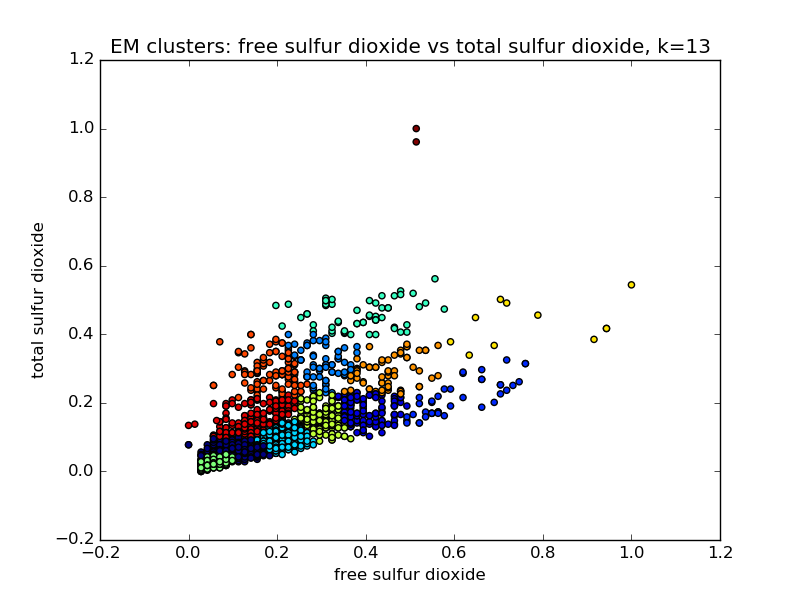 EM clusters: free sulfur dioxide vs total sulfur dioxide, k=13
1.2
1.0
0.8
0.6
0.4
0.2
0.0
−0.2
total sulfur dioxide
−0.2 0.0 0.2 0.4 0.6 0.8 1.0 1.2
free sulfur dioxide